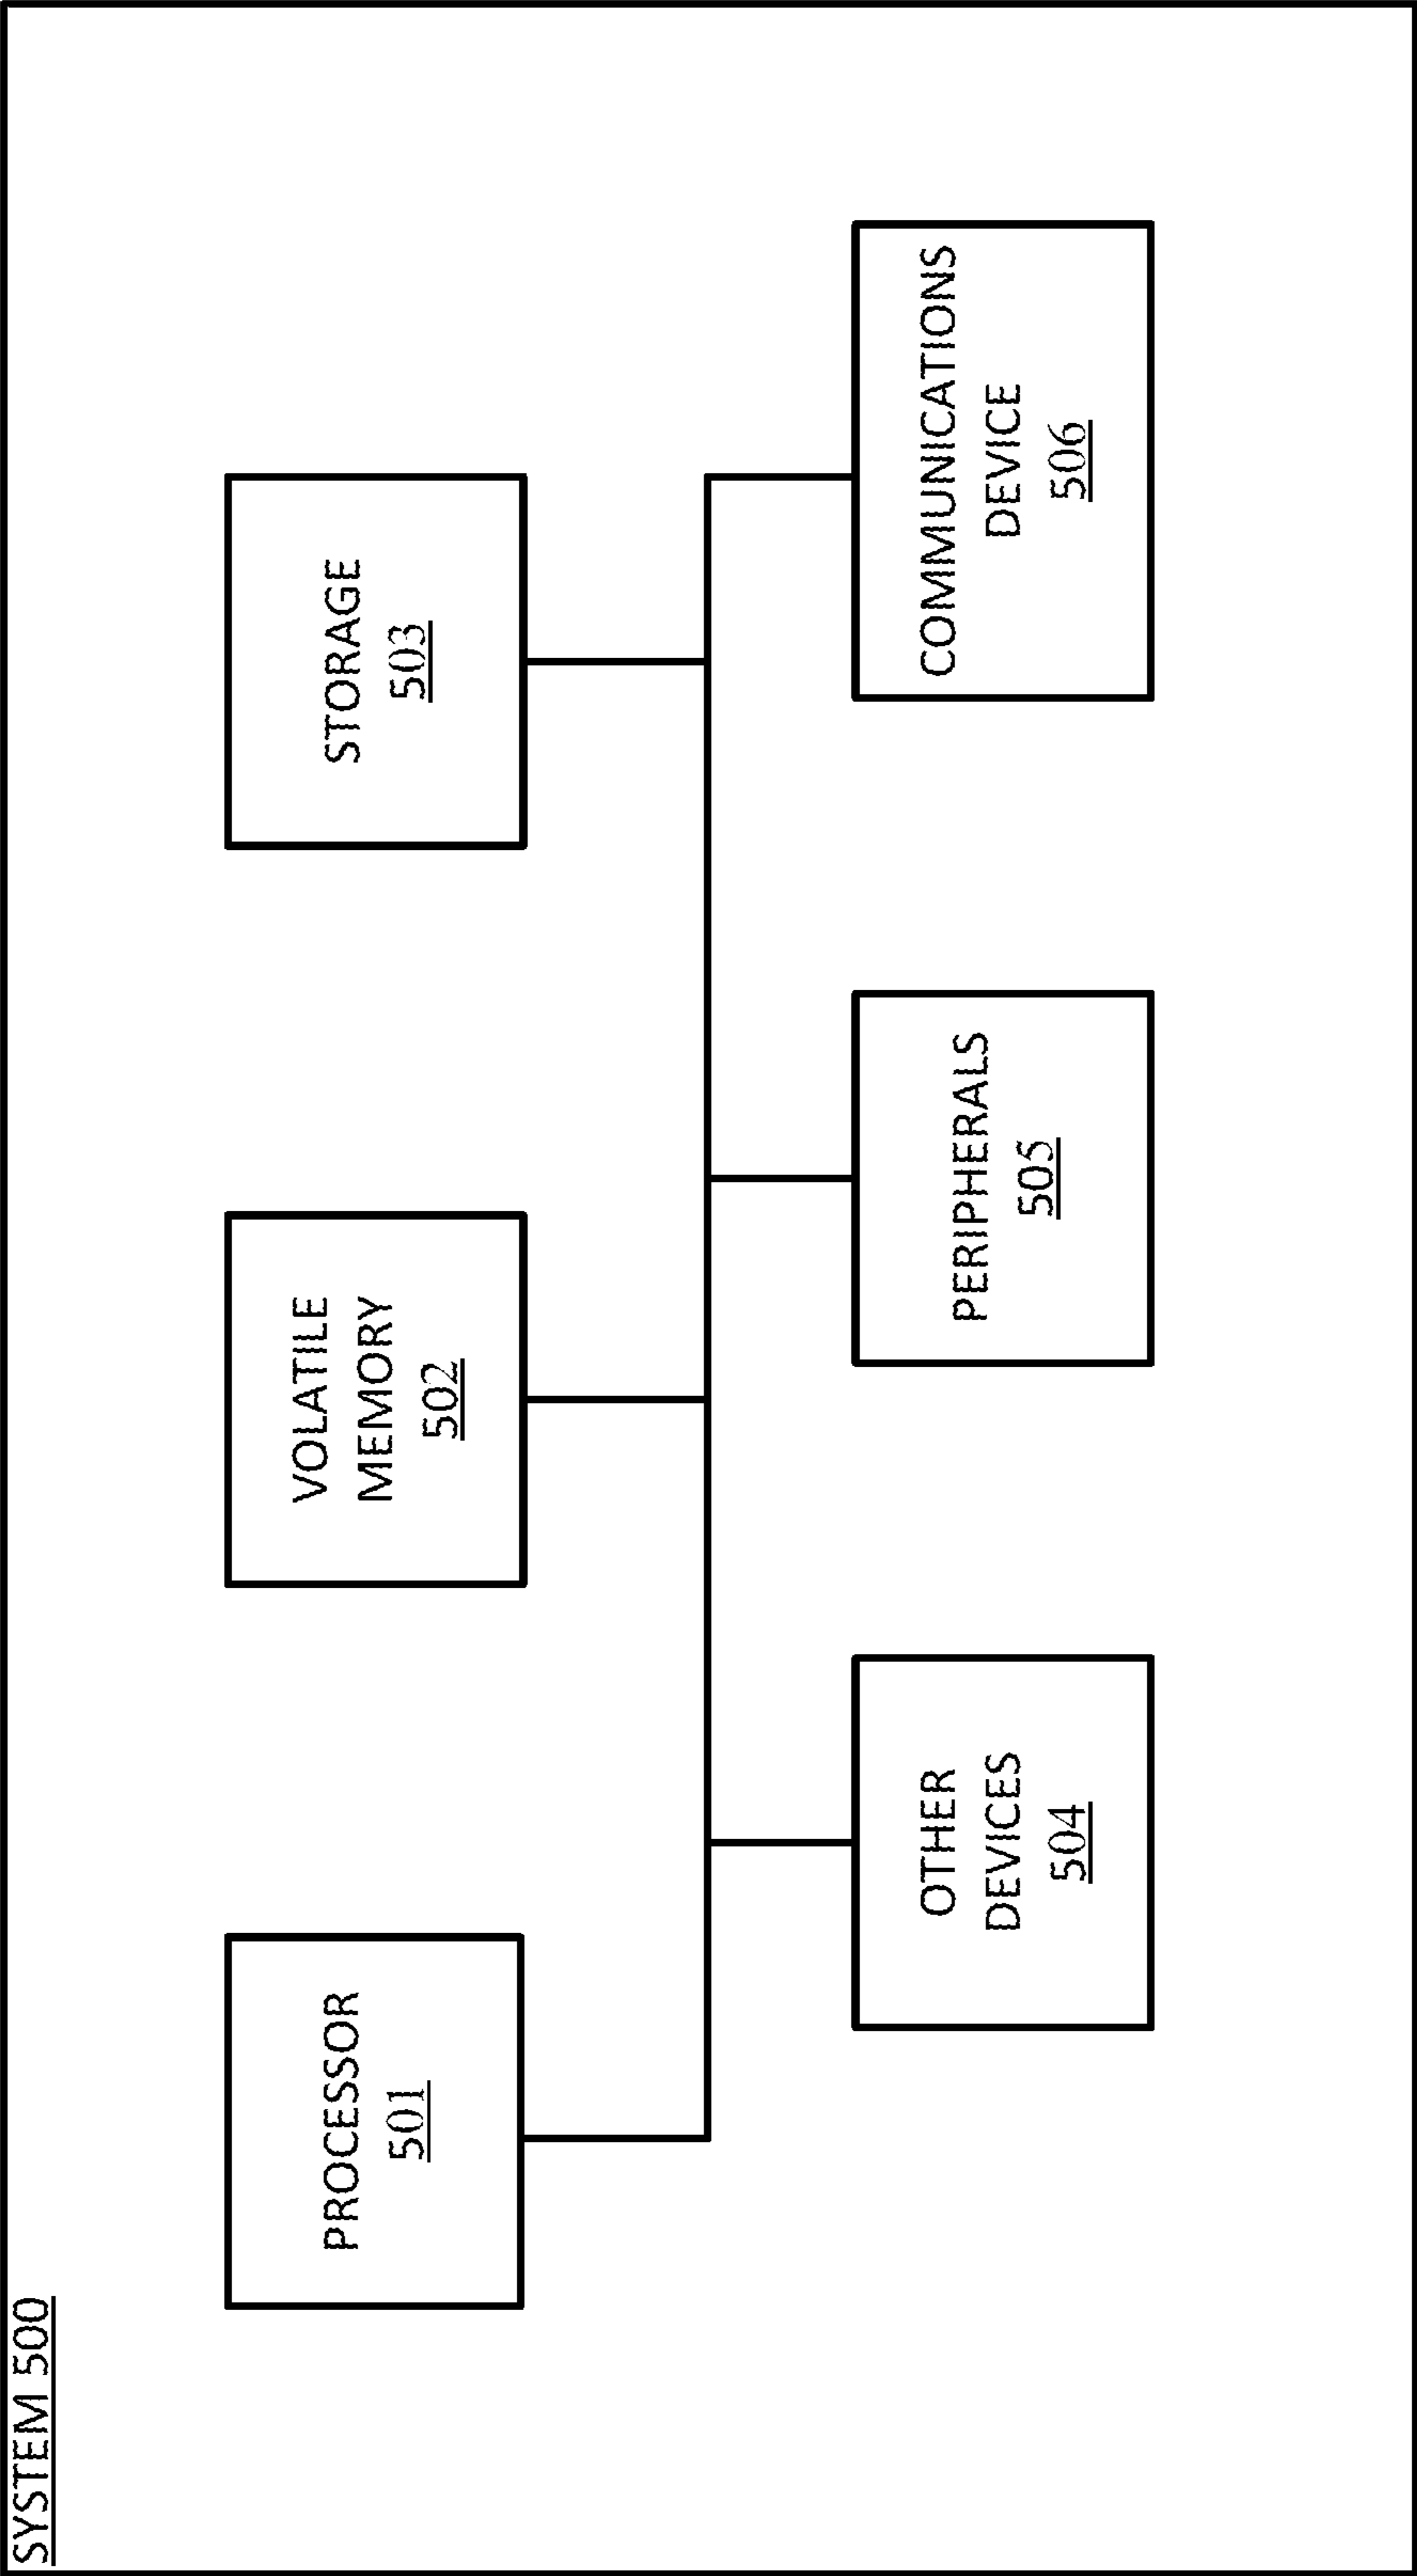 SYSTEM 500
PROCESSOR
501
VOLATILE
MEMORY
502
STORAGE
503
OTHER
DEVICES
504
PERIPHERALS
505
COMMUNICATIONS
DEVICE
506